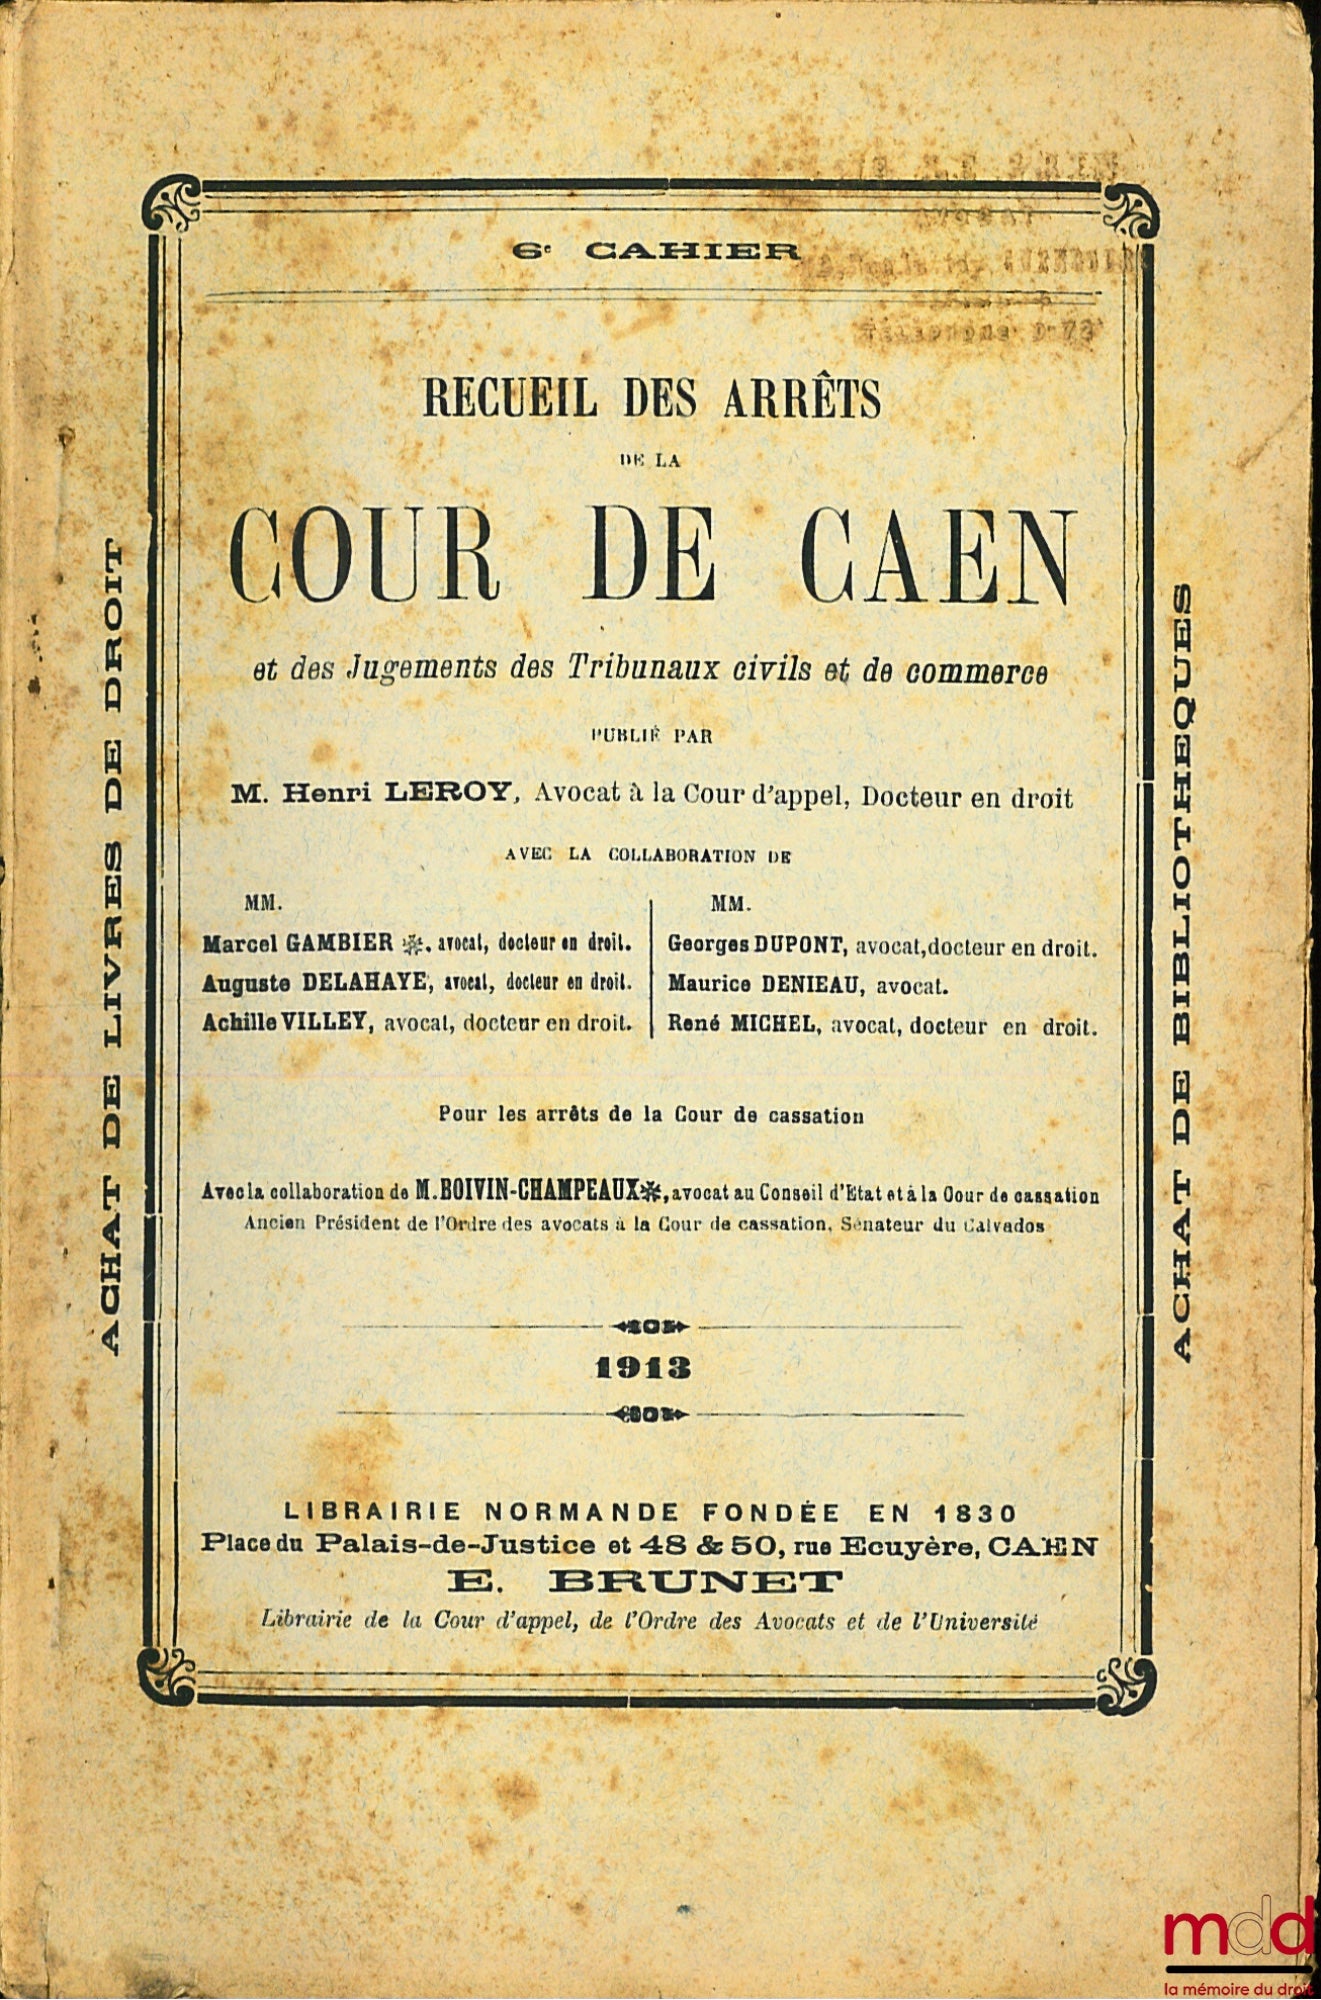 6e CAHIER
RECUEIL DES ARRÊTS
DE LA
COUR DE CAEN
et des Jugements des Tribunaux civils et de commerce
PUBLIÉ PAR
M. Henri LEROY, Avocat à la Cour d'appel, Docteur en droit
AVEC LA COLLABORATION DE
MM.
Marcel GAMBIER ✻, avocat, docteur en droit.
Auguste DELAHAYE, avocat, docteur en droit.
Achille VILLEY, avocat, docteur en droit.
MM.
Georges DUPONT, avocat, docteur en droit.
Maurice DENIEAU, avocat.
René MICHEL, avocat, docteur en droit.
Pour les arrêts de la Cour de cassation
Avec la collaboration de M. BOIVIN-CHAMPEAUX ✻, avocat au Conseil d'Etat et à la Cour de cassation
Ancien Président de l'Ordre des avocats à la Cour de cassation, Sénateur du Calvados
1913
LIBRAIRIE NORMANDE FONDÉE EN 1830
Place du Palais-de-Justice et 48 & 50, rue Ecuyère, CAEN
E. BRUNET
Librairie de la Cour d'appel, de l'Ordre des Avocats et de l'Université
ACHAT DE LIVRES DE DROIT
ACHAT DE BIBLIOTHEQUES
AVOCAT
mdd
la mémoire du droit